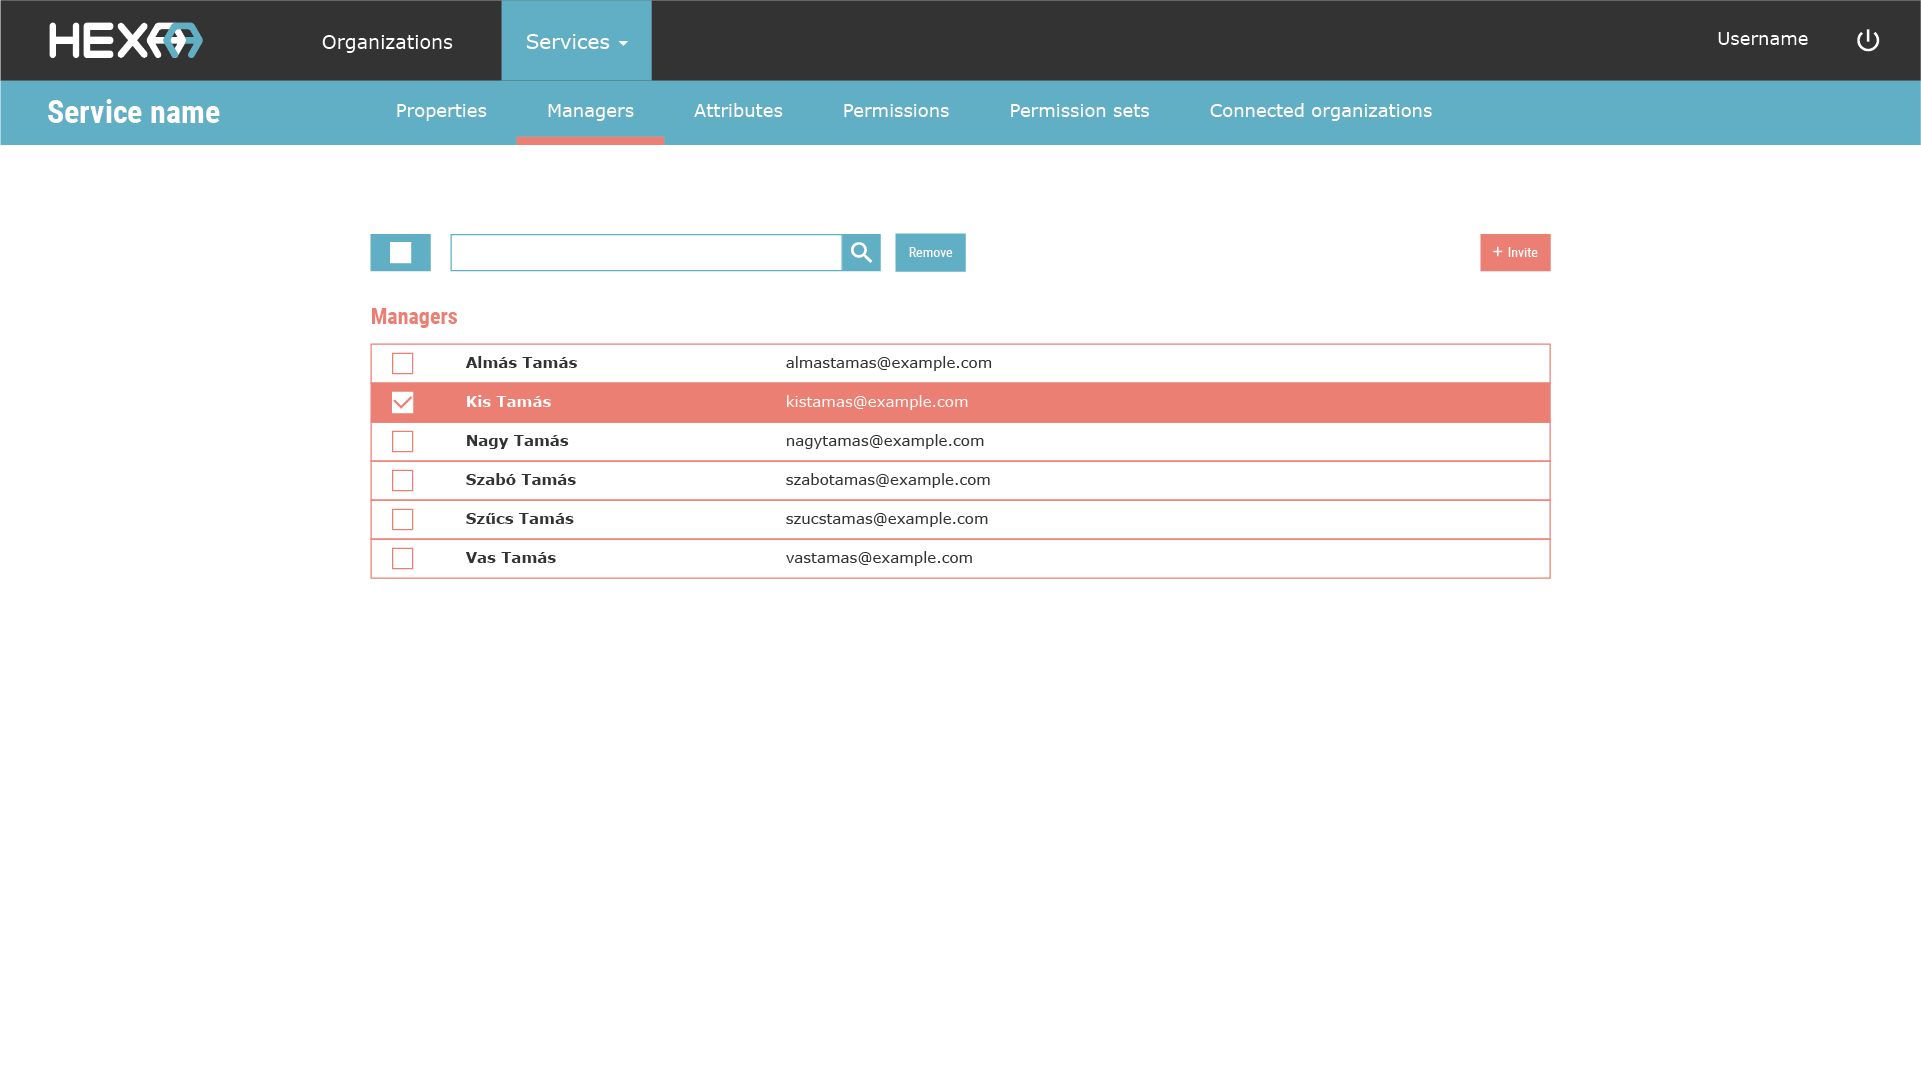 HEXAA
Organizations
Services
Username
Service name
Properties
Managers
Attributes
Permissions
Permission sets
Connected organizations
Remove
+ Invite
Managers
Almás Tamás almastamas@example.com
Kis Tamás kistamas@example.com
Nagy Tamás nagytamas@example.com
Szabó Tamás szabotamas@example.com
Szűcs Tamás szucstamas@example.com
Vas Tamás vastamas@example.com